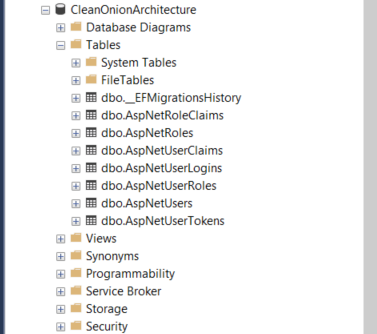 CleanOnionArchitecture
Database Diagrams
Tables
System Tables
FileTables
dbo.__EFMigrationsHistory
dbo.AspNetRoleClaims
dbo.AspNetRoles
dbo.AspNetUserClaims
dbo.AspNetUserLogins
dbo.AspNetUserRoles
dbo.AspNetUsers
dbo.AspNetUserTokens
Views
Synonyms
Programmability
Service Broker
Storage
Security